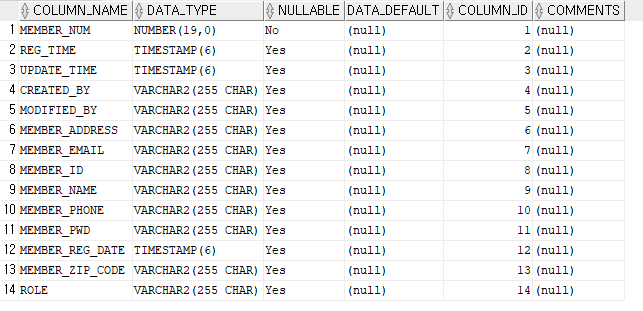 COLUMN_NAME DATA_TYPE NULLABLE DATA_DEFAULT COLUMN_ID COMMENTS
1 MEMBER_NUM NUMBER(19,0) No (null) 1 (null)
2 REG_TIME TIMESTAMP(6) Yes (null) 2 (null)
3 UPDATE_TIME TIMESTAMP(6) Yes (null) 3 (null)
4 CREATED_BY VARCHAR2(255 CHAR) Yes (null) 4 (null)
5 MODIFIED_BY VARCHAR2(255 CHAR) Yes (null) 5 (null)
6 MEMBER_ADDRESS VARCHAR2(255 CHAR) Yes (null) 6 (null)
7 MEMBER_EMAIL VARCHAR2(255 CHAR) Yes (null) 7 (null)
8 MEMBER_ID VARCHAR2(255 CHAR) Yes (null) 8 (null)
9 MEMBER_NAME VARCHAR2(255 CHAR) Yes (null) 9 (null)
10 MEMBER_PHONE VARCHAR2(255 CHAR) Yes (null) 10 (null)
11 MEMBER_PWD VARCHAR2(255 CHAR) Yes (null) 11 (null)
12 MEMBER_REG_DATE TIMESTAMP(6) Yes (null) 12 (null)
13 MEMBER_ZIP_CODE VARCHAR2(255 CHAR) Yes (null) 13 (null)
14 ROLE VARCHAR2(255 CHAR) Yes (null) 14 (null)